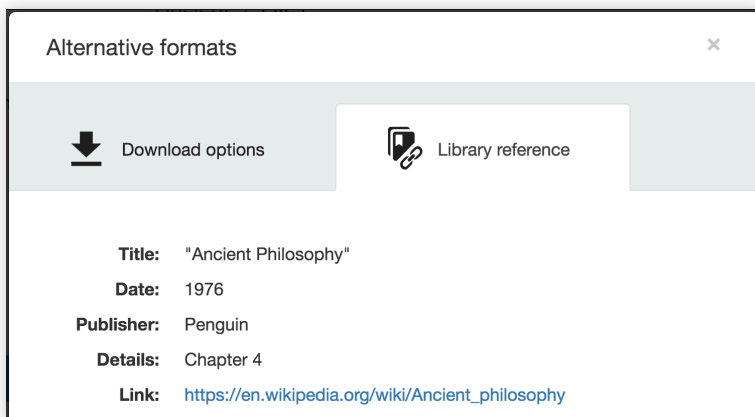 Alternative formats ×
Download options Library reference
Title: "Ancient Philosophy"
Date: 1976
Publisher: Penguin
Details: Chapter 4
Link: https://en.wikipedia.org/wiki/Ancient_philosophy